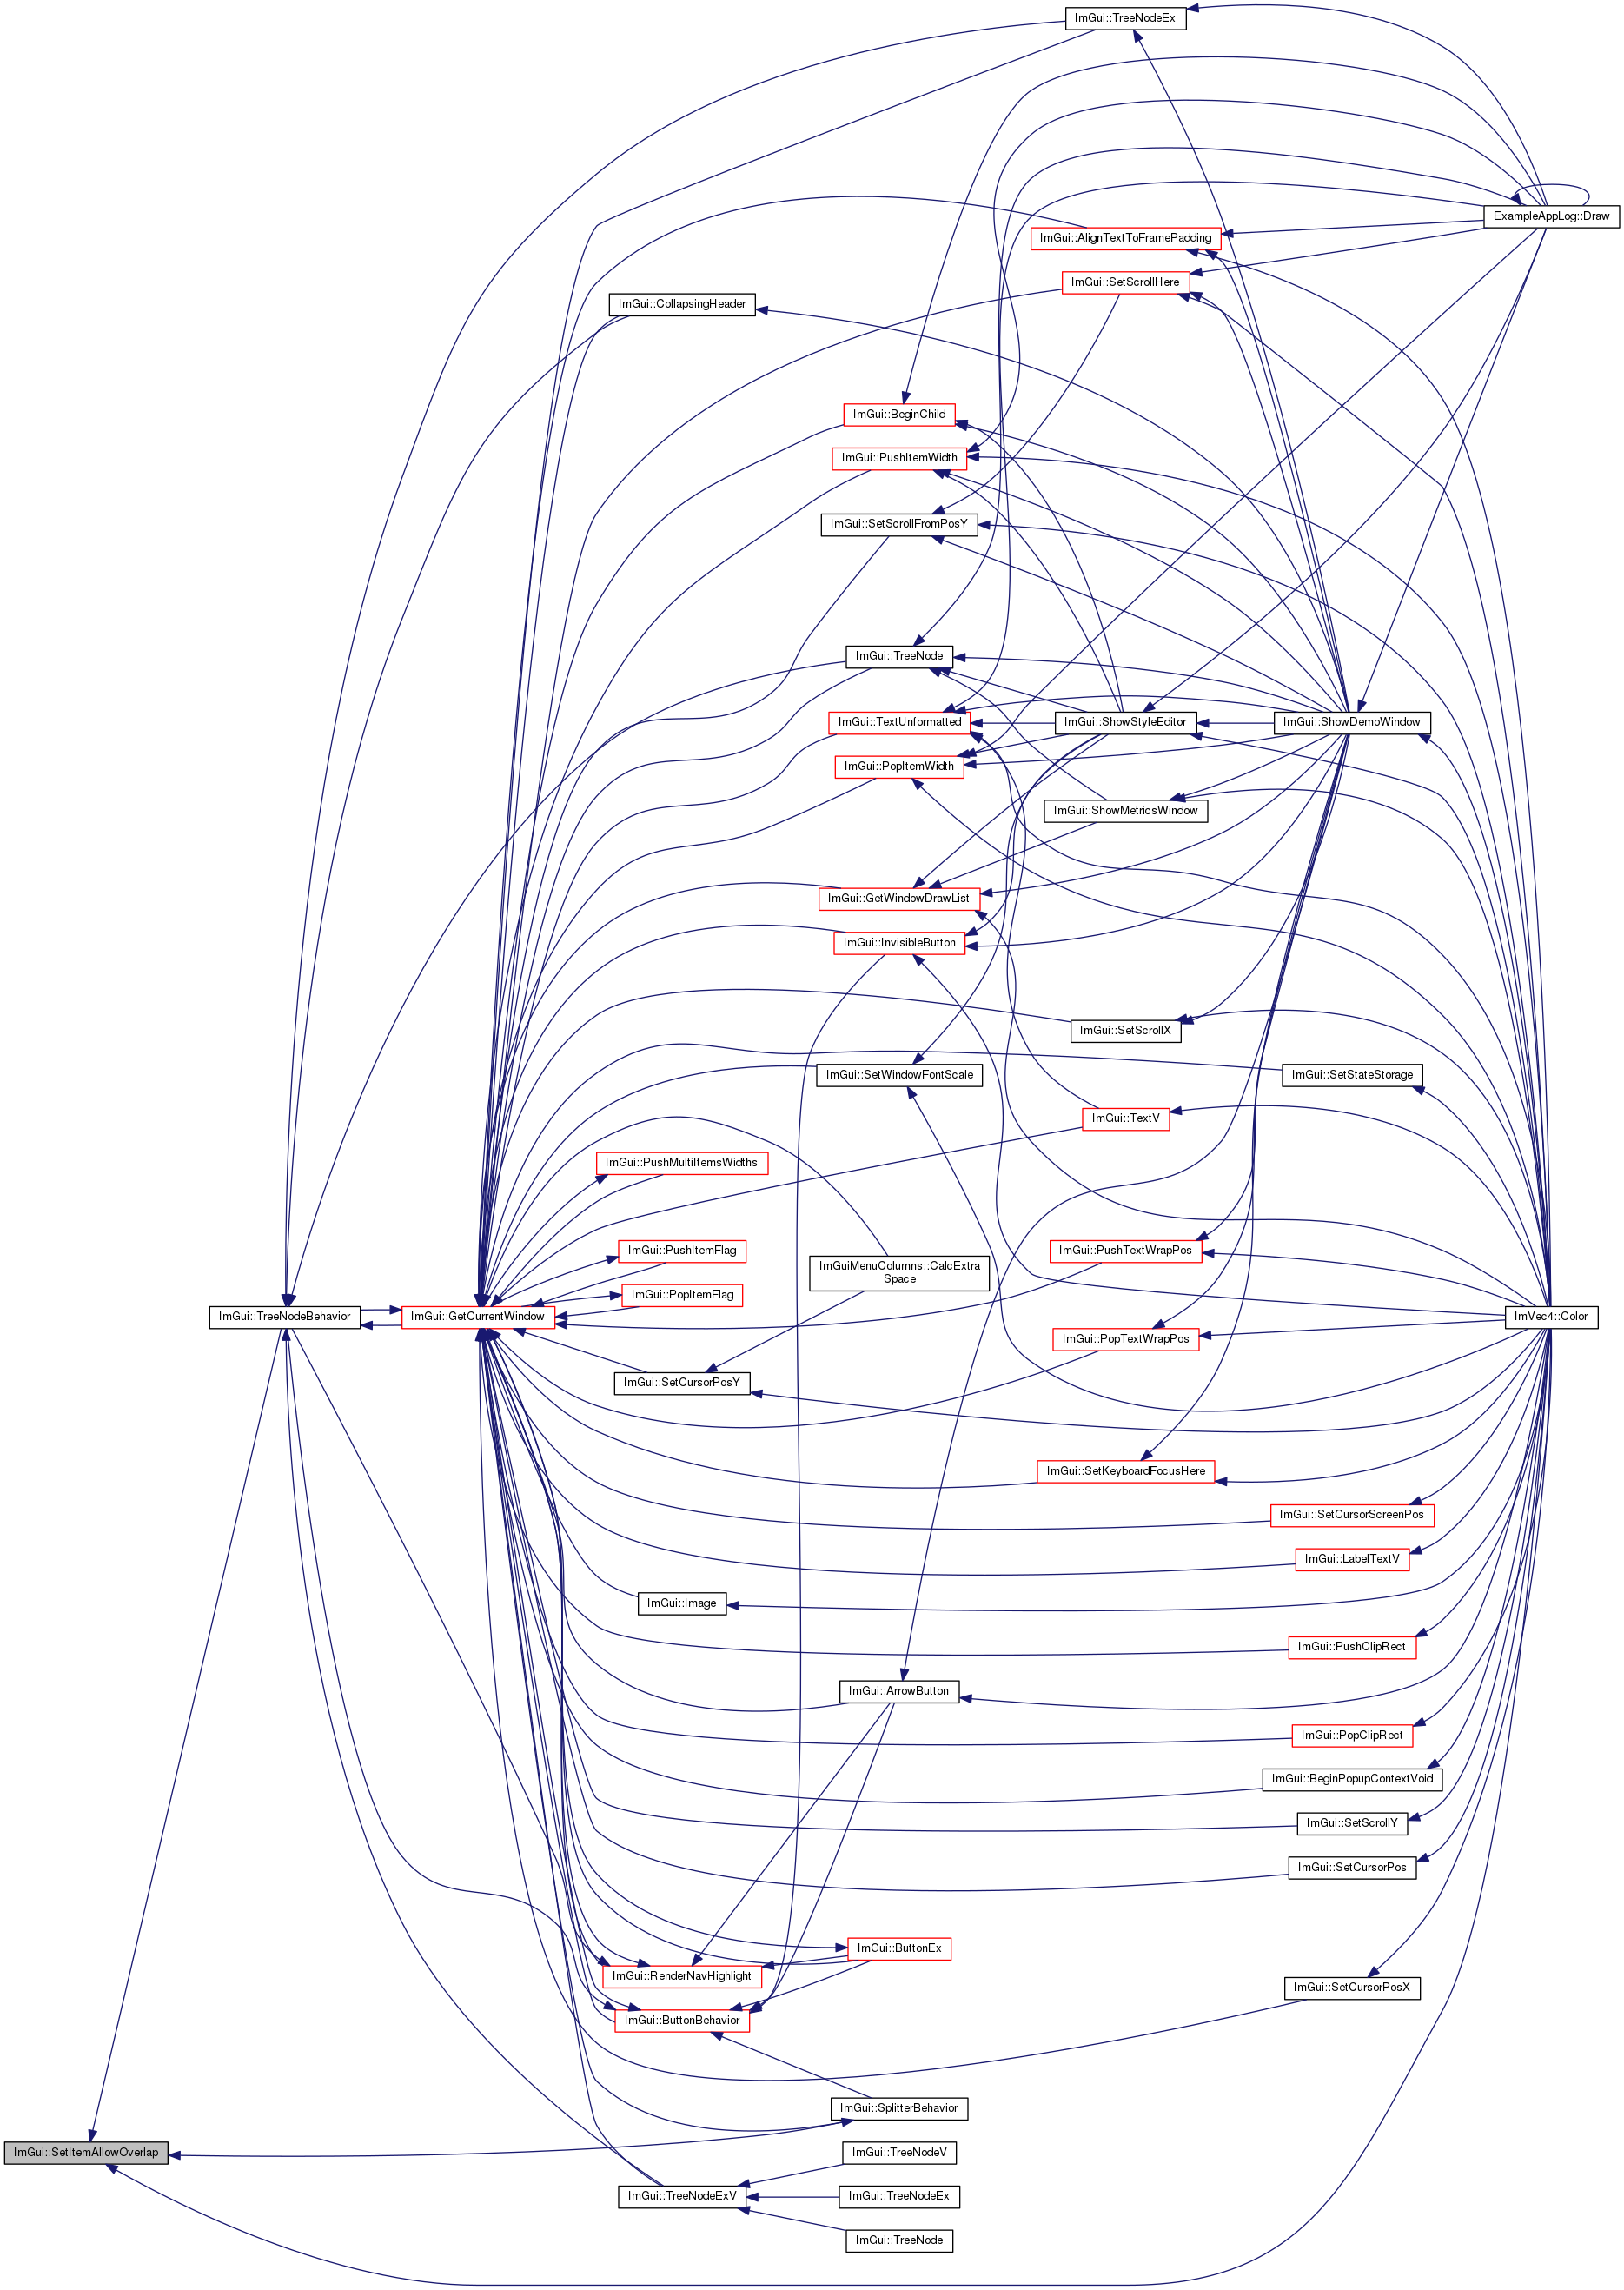 ImGui::TreeNodeEx
ExampleAppLog::Draw
ImGui::AlignTextToFramePadding
ImGui::SetScrollHere
ImGui::CollapsingHeader
ImGui::BeginChild
ImGui::PushItemWidth
ImGui::SetScrollFromPosY
ImGui::TreeNode
ImGui::TextUnformatted
ImGui::ShowStyleEditor
ImGui::ShowDemoWindow
ImGui::PopItemWidth
ImGui::ShowMetricsWindow
ImGui::GetWindowDrawList
ImGui::InvisibleButton
ImGui::SetScrollX
ImGui::SetWindowFontScale
ImGui::SetStateStorage
ImGui::TextV
ImGui::PushMultiItemsWidths
ImGui::PushItemFlag
ImGui::PushTextWrapPos
ImGuiMenuColumns::CalcExtra
Space
ImGui::PopItemFlag
ImGui::TreeNodeBehavior
ImGui::GetCurrentWindow
ImVec4::Color
ImGui::PopTextWrapPos
ImGui::SetCursorPosY
ImGui::SetKeyboardFocusHere
ImGui::SetCursorScreenPos
ImGui::LabelTextV
ImGui::Image
ImGui::PushClipRect
ImGui::ArrowButton
ImGui::PopClipRect
ImGui::BeginPopupContextVoid
ImGui::SetScrollY
ImGui::SetCursorPos
ImGui::ButtonEx
ImGui::RenderNavHighlight
ImGui::SetCursorPosX
ImGui::ButtonBehavior
ImGui::SplitterBehavior
ImGui::SetItemAllowOverlap
ImGui::TreeNodeV
ImGui::TreeNodeExV
ImGui::TreeNodeEx
ImGui::TreeNode